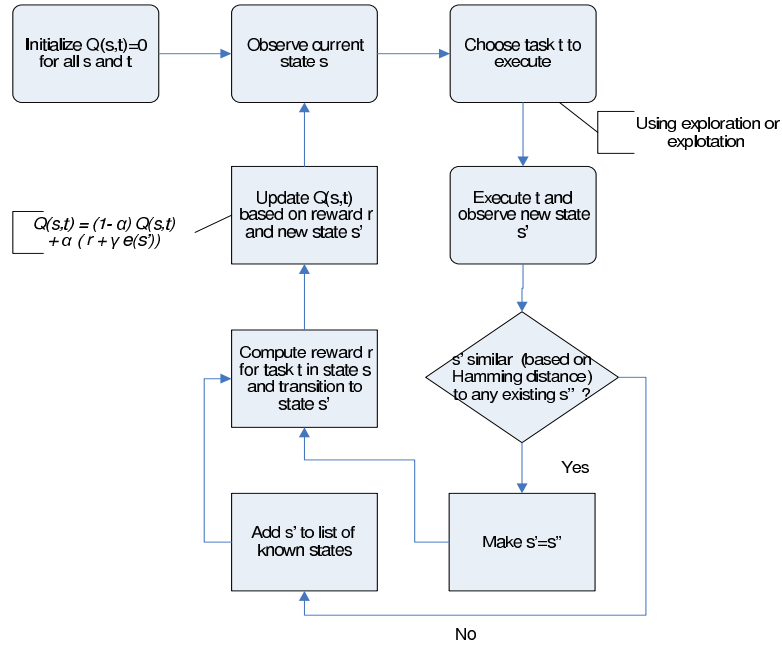 Initialize Q(s,t)=0
for all s and t
Observe current
state s
Choose task t to
execute
Using exploration or
explotation
Execute t and
observe new state
s'
Update Q(s,t)
based on reward r
and new state s'
Q(s,t) = (1- α) Q(s,t)
+ α ( r + γ e(s'))
s' similar (based on
Hamming distance)
to any existing s'' ?
Compute reward r
for task t in state s
and transition to
state s'
Yes
Make s'=s''
Add s' to list of
known states
No